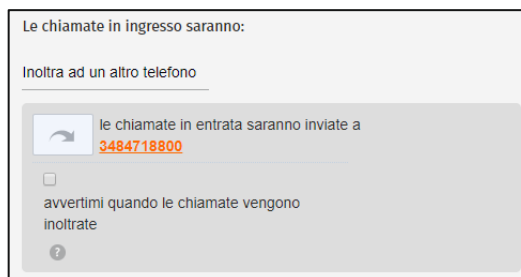 Le chiamate in ingresso saranno:
Inoltra ad un altro telefono
le chiamate in entrata saranno inviate a
3484718800
avvertimi quando le chiamate vengono
inoltrate
?